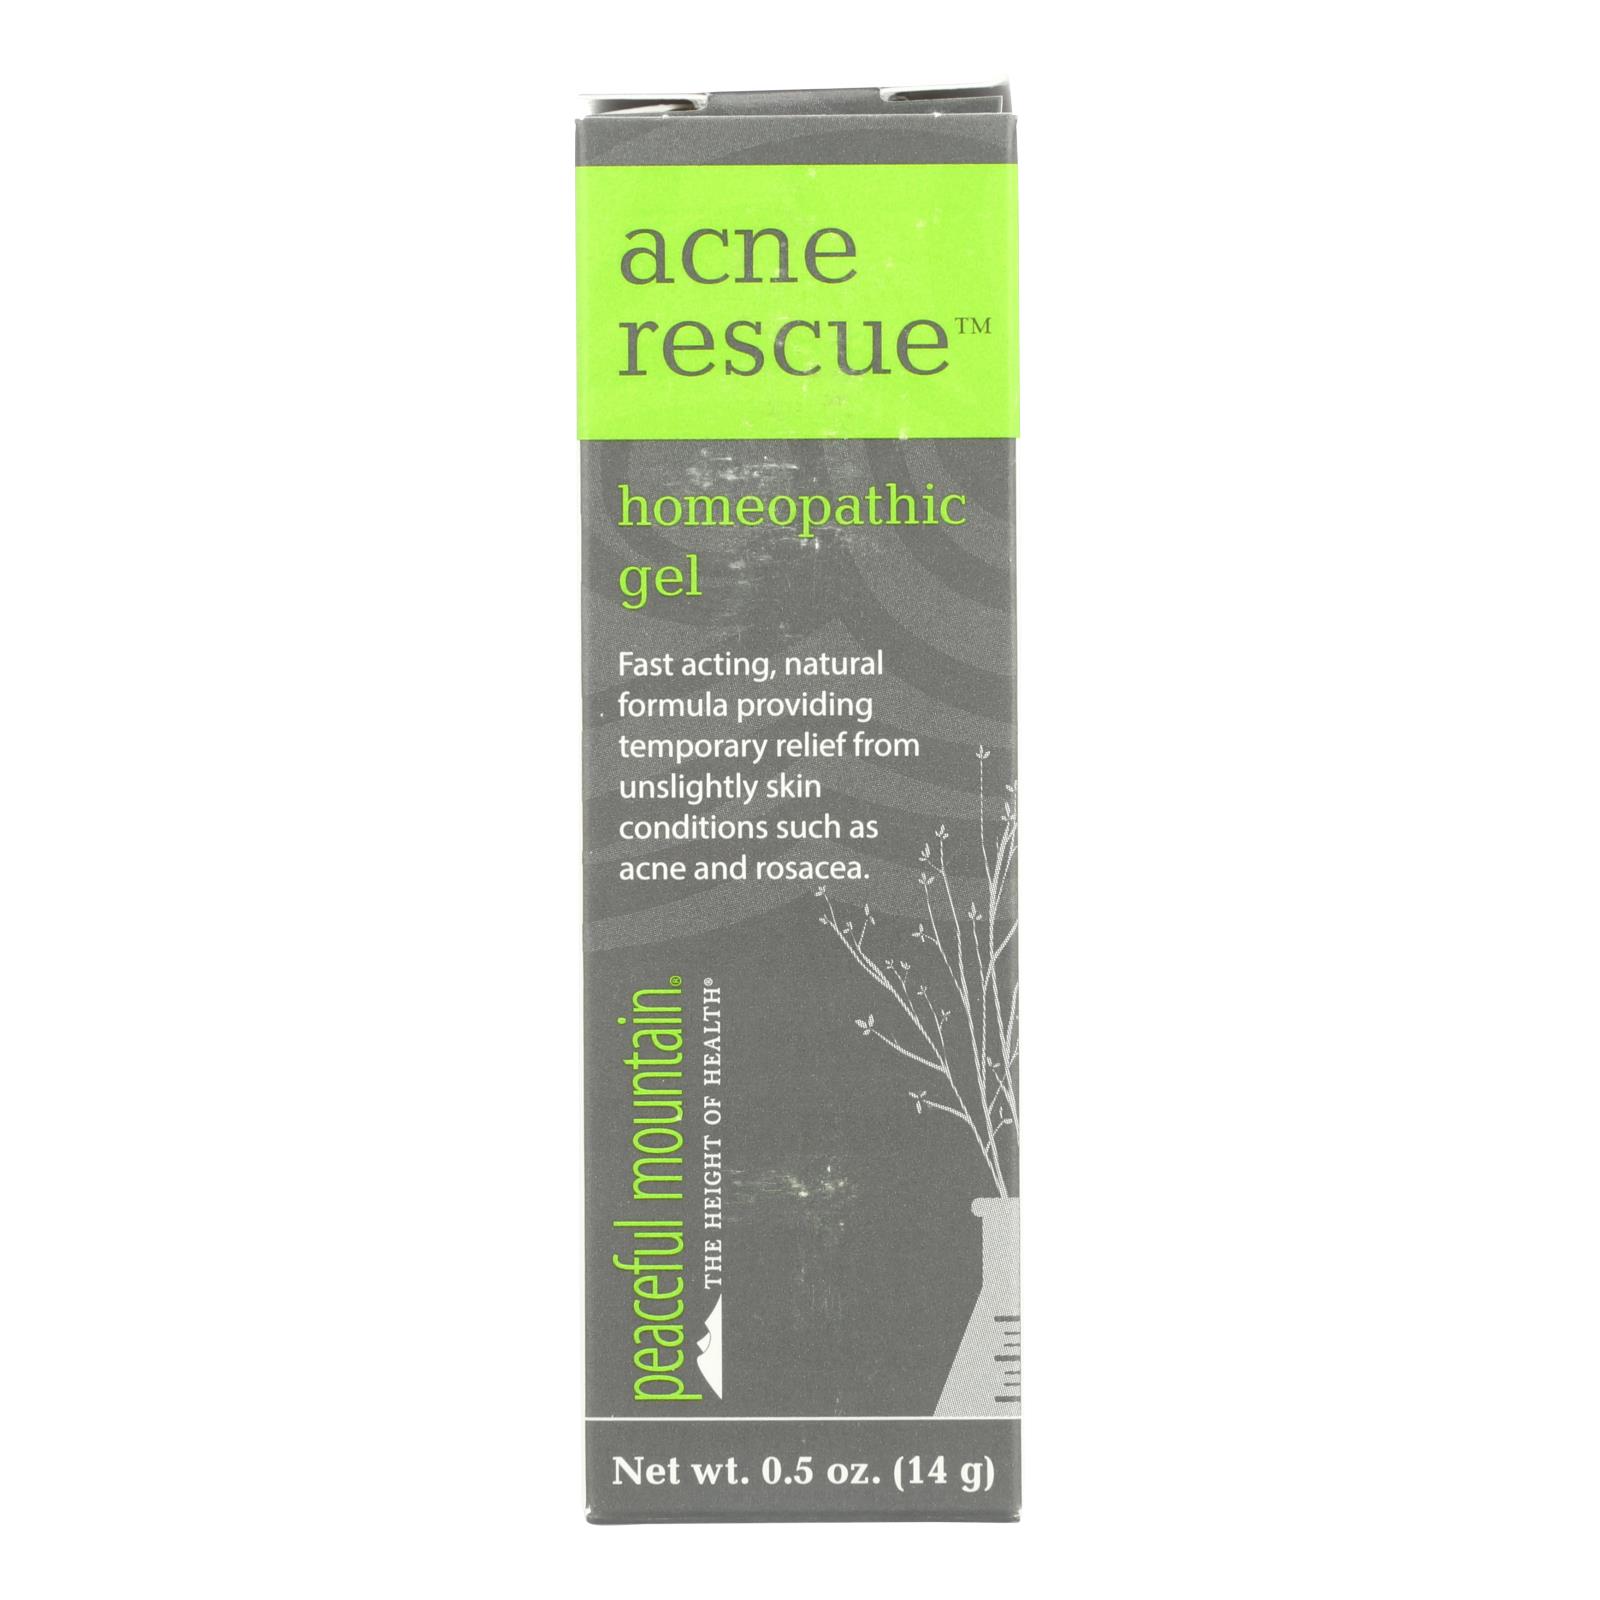 acne
rescue™
homeopathic
gel
Fast acting, natural
formula providing
temporary relief from
unslightly skin
conditions such as
acne and rosacea.
peaceful mountain®
THE HEIGHT OF HEALTH®
Net wt. 0.5 oz. (14 g)